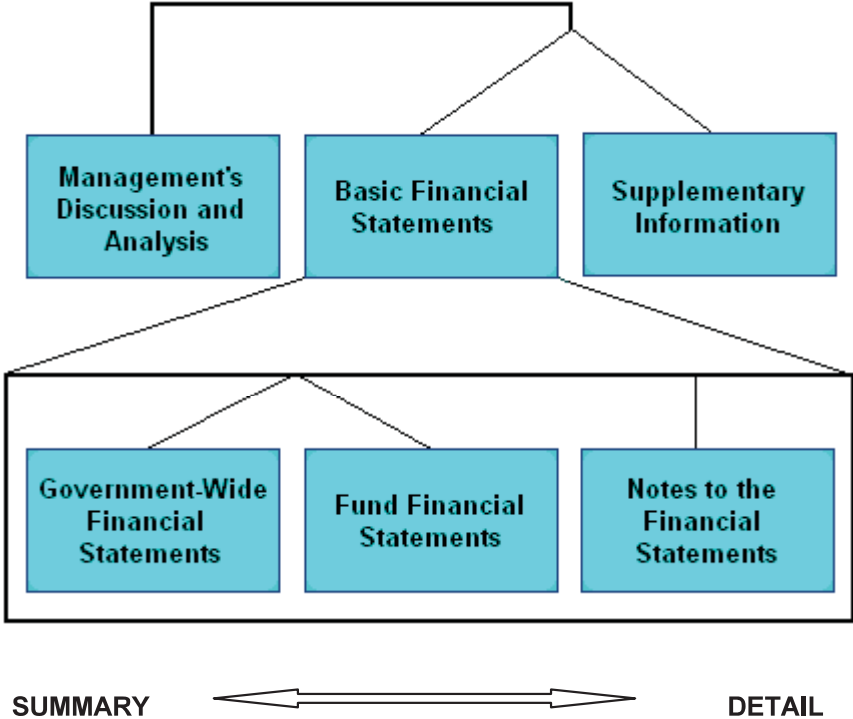 Management's
Discussion and
Analysis
Basic Financial
Statements
Supplementary
Information
Government-Wide
Financial
Statements
Fund Financial
Statements
Notes to the
Financial
Statements
SUMMARY
DETAIL